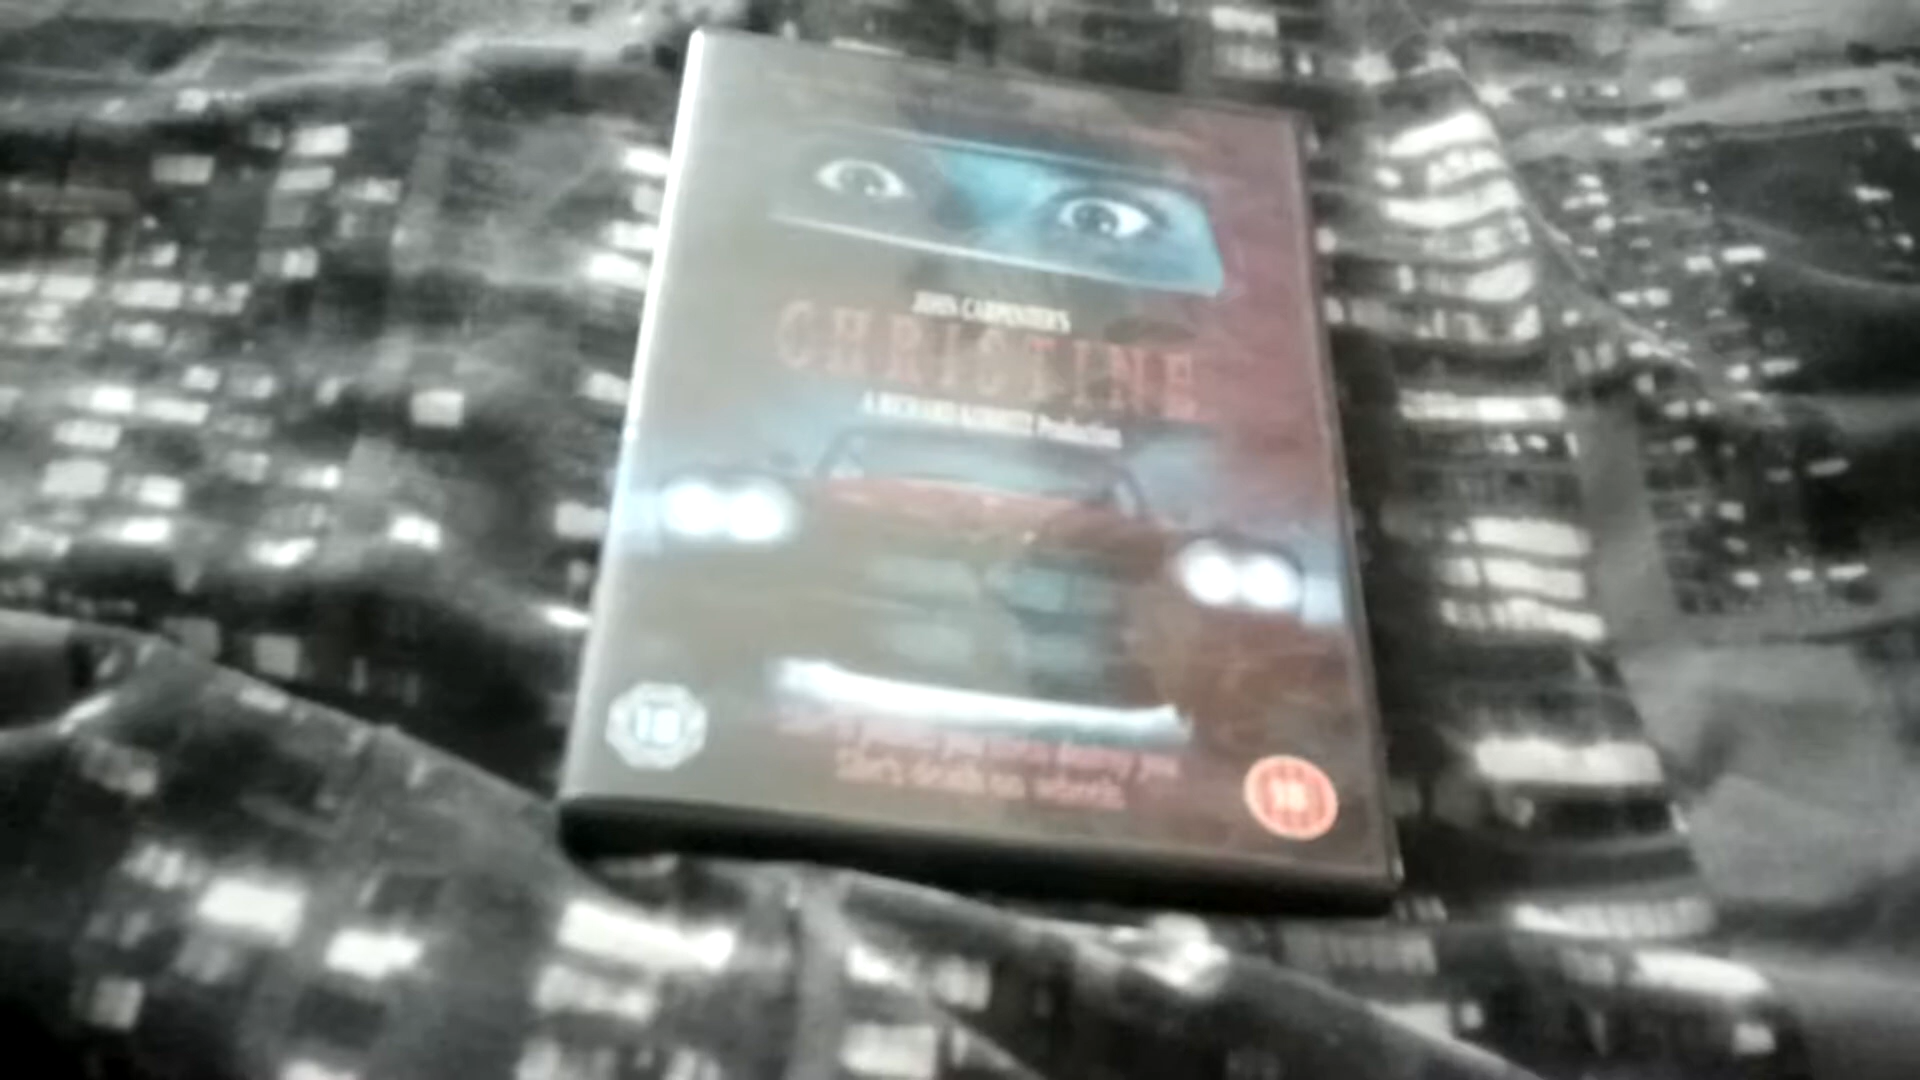 JOHN CARPENTER'S
CHRISTINE
A RICHARD KOBRITZ Production
She's death on wheels
18
18